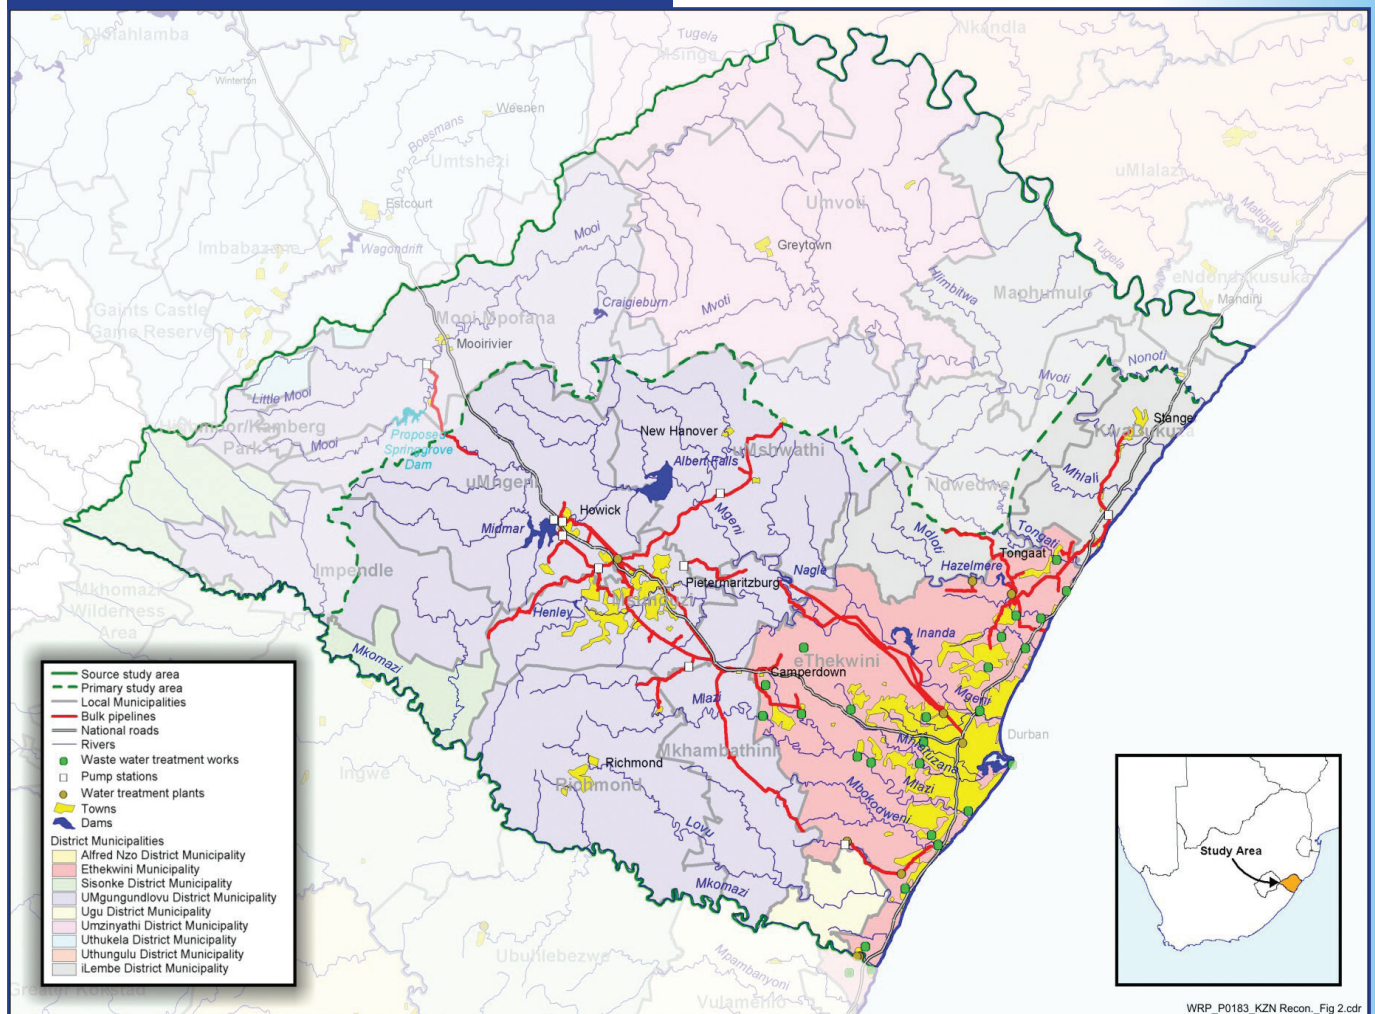 Okhahlamba
Tugela
Msinga
Nkandla
Winterton
Weenen
Boesmans
Umtshezi
uMlalazi
Estcourt
Umvoti
Matigulu
Imbabazane
Wagondrift
Mooi
Greytown
Tugela
Hlimbitwa
eNdondakusuka
Maphumulo
Mandini
Craigieburn
Mvoti
Gaints Castle
Game Reserve
Mooi Mpofana
Mooirivier
Nonoti
Mvoti
Little Mooi
Stanger
KwaDukuza
New Hanover
Park
Mooi
Proposed
Springgrove
Dam
Albert Falls
uMshwathi
uMngeni
Mhlali
Ndwedwe
Howick
Mgeni
Midmar
Mdloti
Tongati
Tongaat
Hazelmere
Impendle
Nagle
Pietermaritzburg
Mkhomazi
Wilderness
Area
Msunduzi
Henley
Inanda
Mkomazi
eThekwini
Camperdown
Mlazi
Mgeni
Durban
Mhlatuzana
Mkhambathini
Richmond
Richmond
Mlazi
Ingwe
Mbokodweni
Lovu
Mkomazi
Ubuhlebezwe
Mpambanyoni
Vulamehlo
Greater Kokstad
Source study area
Primary study area
Local Municipalities
Bulk pipelines
National roads
Rivers
Waste water treatment works
Pump stations
Water treatment plants
Towns
Dams
District Municipalities
Alfred Nzo District Municipality
Ethekwini Municipality
Sisonke District Municipality
UMgungundlovu District Municipality
Ugu District Municipality
Umzinyathi District Municipality
Uthukela District Municipality
Uthungulu District Municipality
iLembe District Municipality
Study Area
WRP_P0183_KZN Recon._Fig 2.cdr